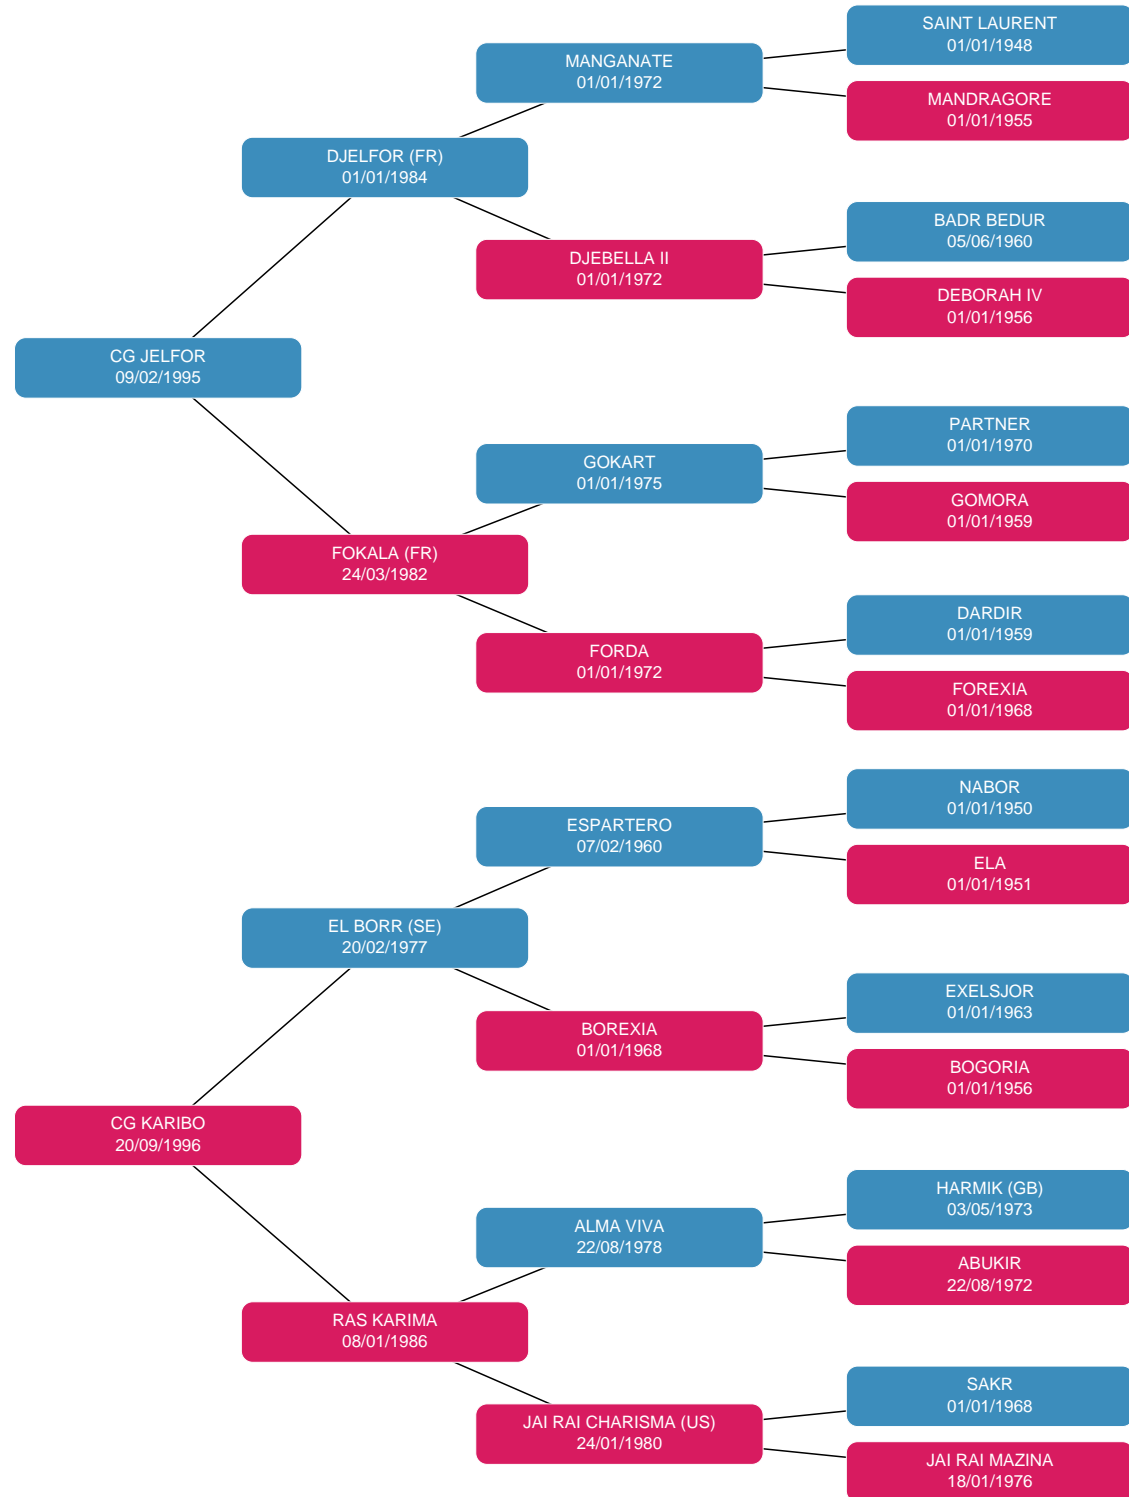 SAINT LAURENT
01/01/1948
MANGANATE
01/01/1972
MANDRAGORE
01/01/1955
DJELFOR (FR)
01/01/1984
BADR BEDUR
05/06/1960
DJEBELLA II
01/01/1972
DEBORAH IV
01/01/1956
CG JELFOR
09/02/1995
PARTNER
01/01/1970
GOKART
01/01/1975
GOMORA
01/01/1959
FOKALA (FR)
24/03/1982
DARDIR
01/01/1959
FORDA
01/01/1972
FOREXIA
01/01/1968
NABOR
01/01/1950
ESPARTERO
07/02/1960
ELA
01/01/1951
EL BORR (SE)
20/02/1977
EXELSJOR
01/01/1963
BOREXIA
01/01/1968
BOGORIA
01/01/1956
CG KARIBO
20/09/1996
HARMIK (GB)
03/05/1973
ALMA VIVA
22/08/1978
ABUKIR
22/08/1972
RAS KARIMA
08/01/1986
SAKR
01/01/1968
JAI RAI CHARISMA (US)
24/01/1980
JAI RAI MAZINA
18/01/1976